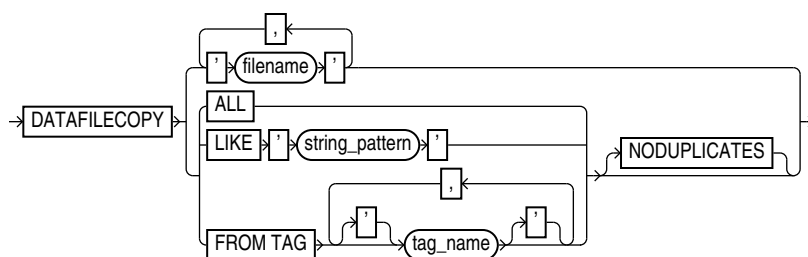 ,
' filename '
DATAFILECOPY
ALL
LIKE ' string_pattern '
NODUPLICATES
,
FROM TAG ' tag_name '